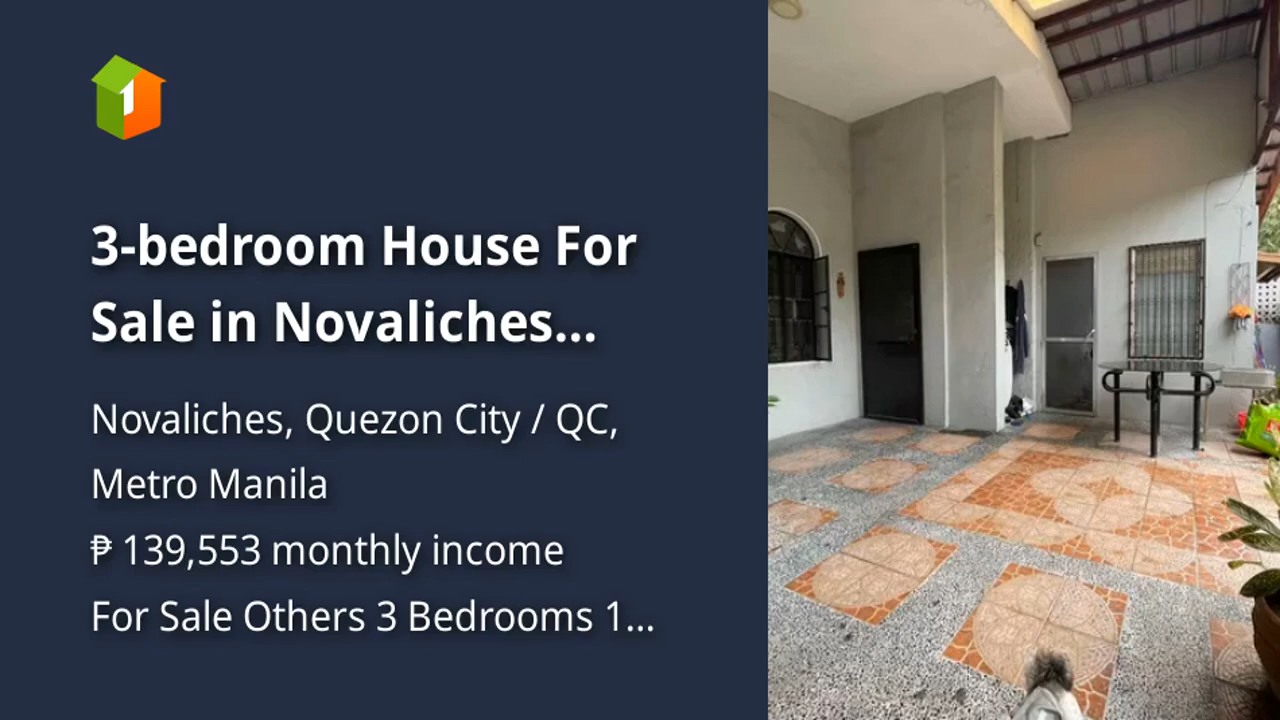 3-bedroom House For
Sale in Novaliches...
Novaliches, Quezon City / QC,
Metro Manila
₱ 139,553 monthly income
For Sale Others 3 Bedrooms 1...